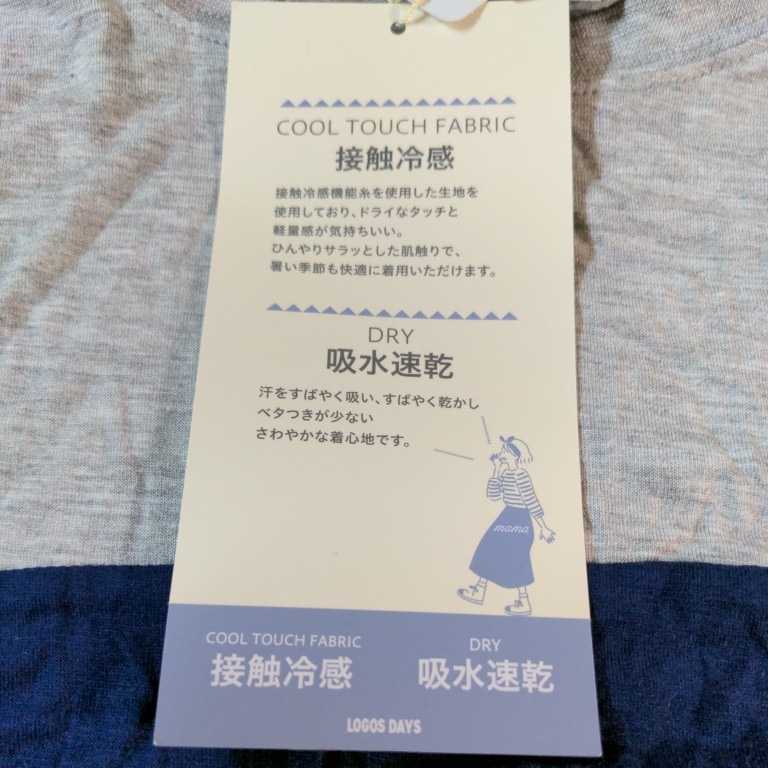 COOL TOUCH FABRIC
接触冷感
接触冷感機能糸を使用した生地を
使用しており、ドライなタッチと
軽量感が気持ちいい。
ひんやりサラッとした肌触りで、
暑い季節も快適に着用いただけます。
DRY
吸水速乾
汗をすばやく吸い、すばやく乾かし
ベタつきが少ない
さわやかな着心地です。
mama
COOL TOUCH FABRIC
接触冷感
DRY
吸水速乾
LOGOS DAYS